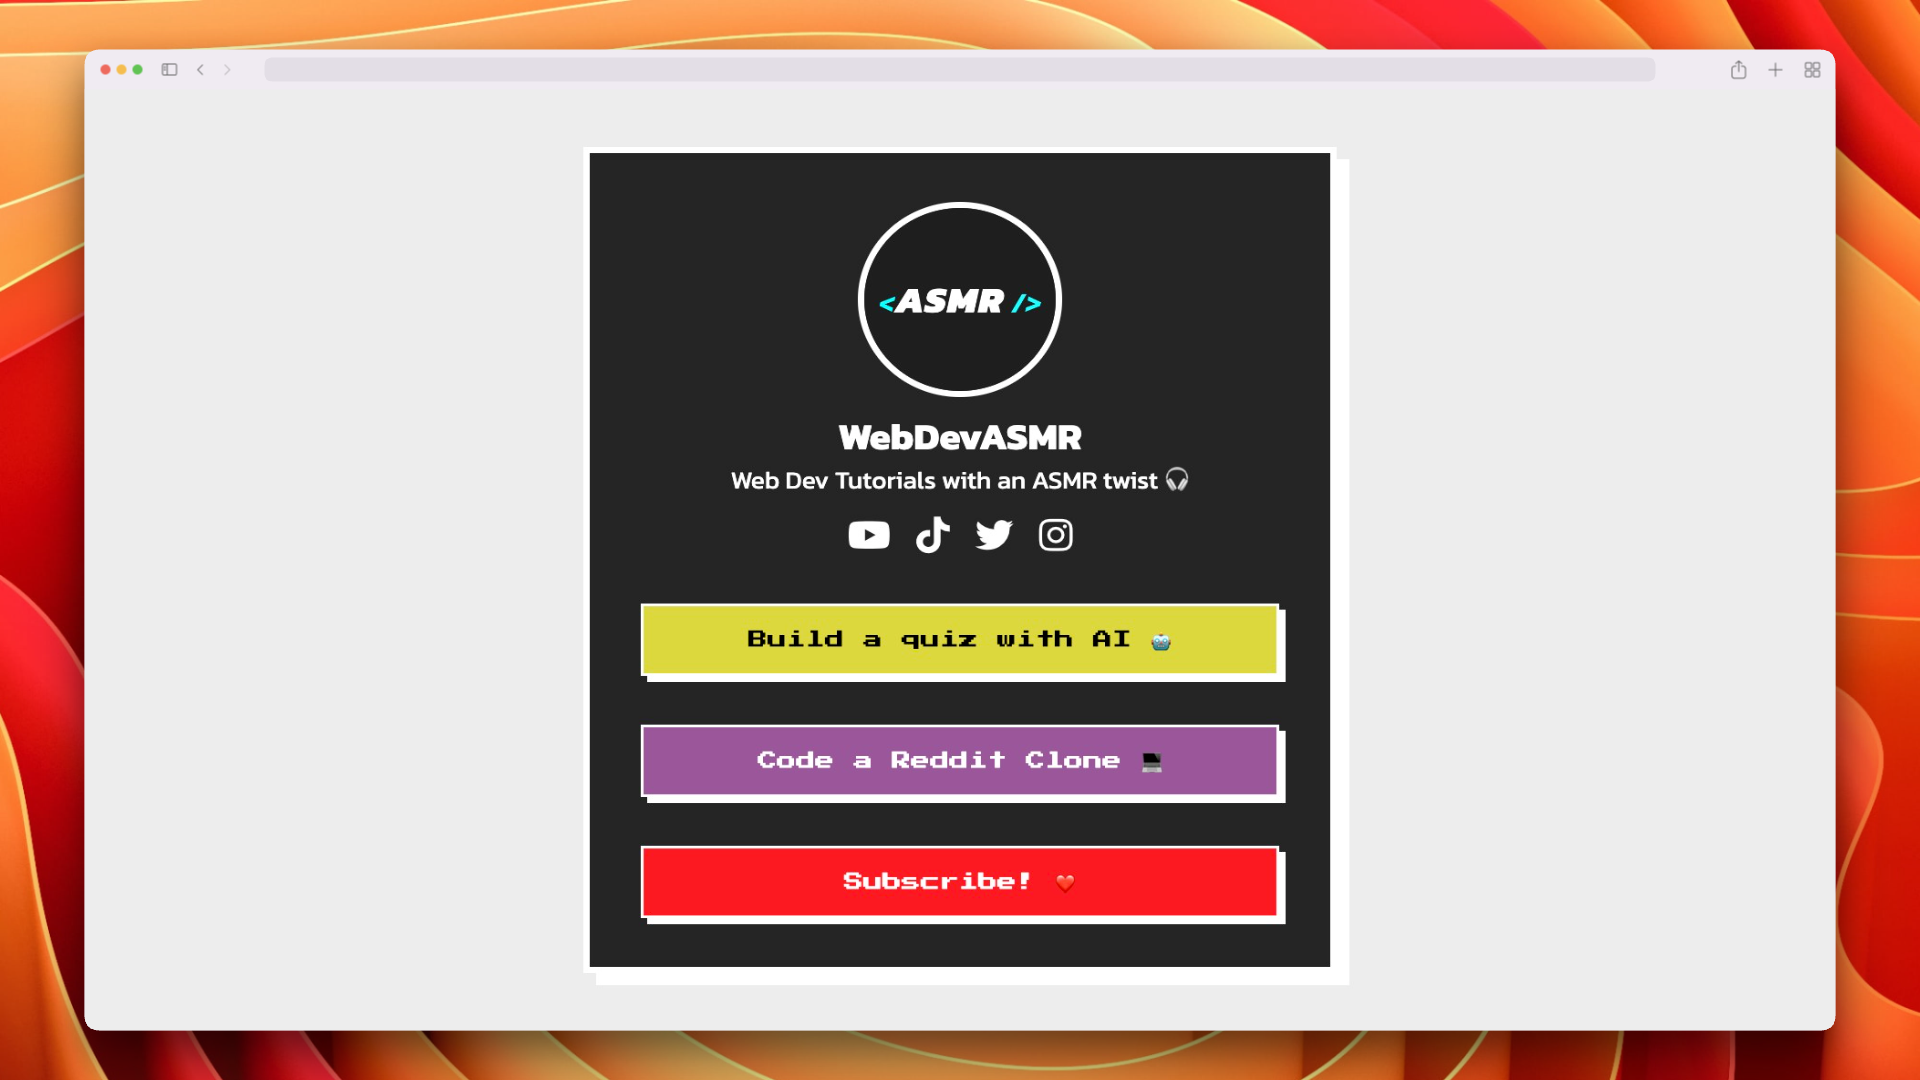 <ASMR />
WebDevASMR
Web Dev Tutorials with an ASMR twist 🎧
Build a quiz with AI 🤖
Code a Reddit Clone 💻
Subscribe! ❤️